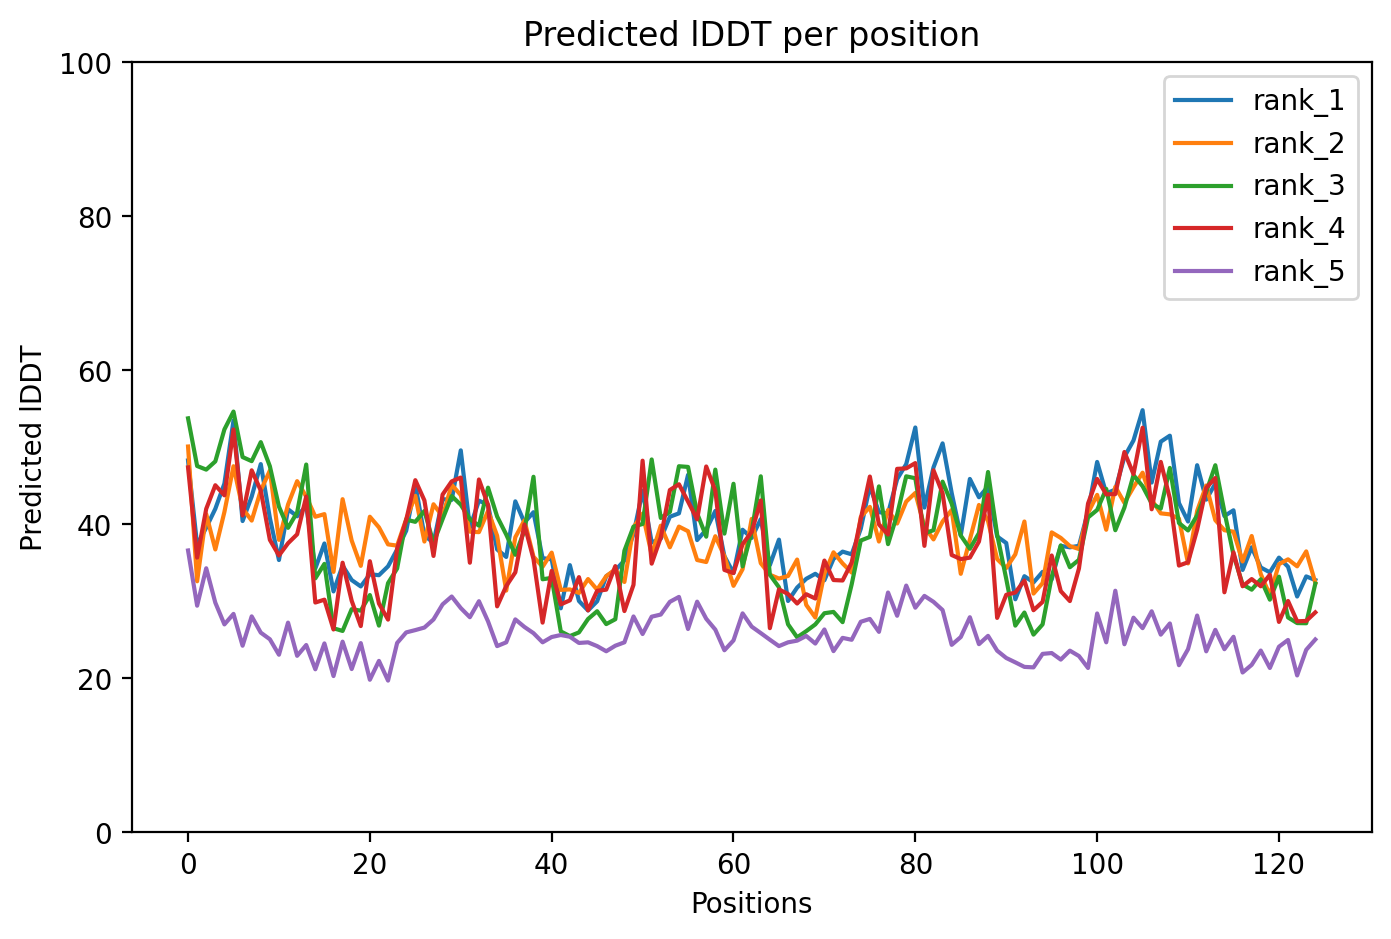 Predicted lDDT per position
100
80
60
40
20
0
Predicted lDDT
0 20 40 60 80 100 120
Positions
rank_1
rank_2
rank_3
rank_4
rank_5